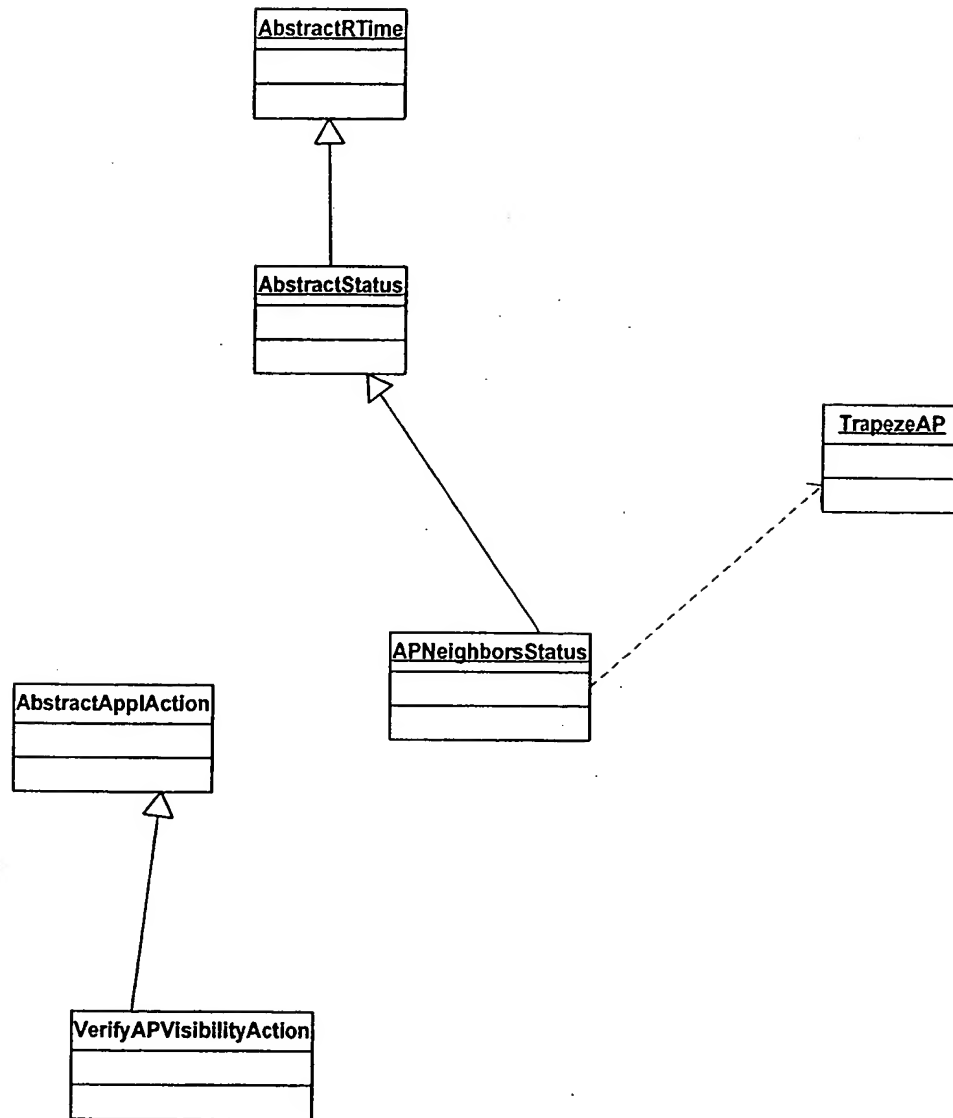 AbstractRTime
AbstractStatus
TrapezeAP
APNeighborsStatus
AbstractApplAction
VerifyAPVisibilityAction